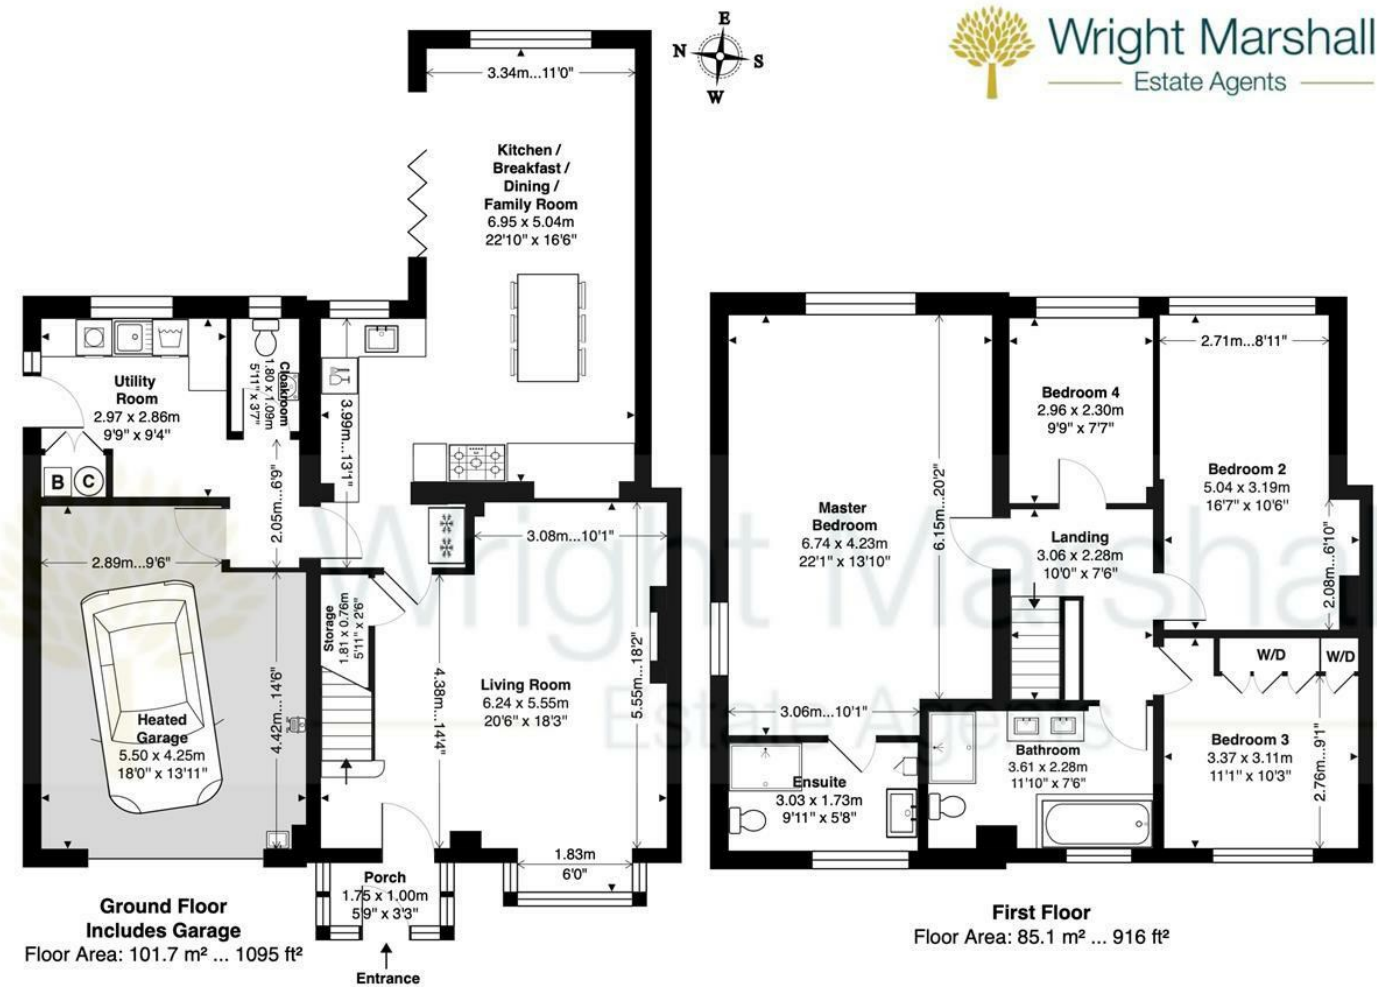 Wright Marshall
Estate Agents
E
N
S
W
3.34m...11'0"
Kitchen /
Breakfast /
Dining /
Family Room
6.95 x 5.04m
22'10" x 16'6"
Utility
Room
2.97 x 2.86m
9'9" x 9'4"
B
C
Cloakroom
1.80 x 1.09m
5'11" x 3'7"
3.99m...13'1"
2.05m...6'9"
2.89m...9'6"
3.08m...10'1"
Storage
1.81 x 0.76m
5'11" x 2'6"
4.42m...14'6"
4.38m...14'4"
5.55m...18'2"
Living Room
6.24 x 5.55m
20'6" x 18'3"
Heated
Garage
5.50 x 4.25m
18'0" x 13'11"
1.83m
6'0"
Porch
1.75 x 1.00m
5'9" x 3'3"
Ground Floor
Includes Garage
Floor Area: 101.7 m² ... 1095 ft²
Entrance
Master
Bedroom
6.74 x 4.23m
22'1" x 13'10"
6.15m...20'2"
Bedroom 4
2.96 x 2.30m
9'9" x 7'7"
2.71m...8'11"
Bedroom 2
5.04 x 3.19m
16'7" x 10'6"
2.08m...6'10"
Landing
3.06 x 2.28m
10'0" x 7'6"
W/D
W/D
3.06m...10'1"
Ensuite
3.03 x 1.73m
9'11" x 5'8"
Bathroom
3.61 x 2.28m
11'10" x 7'6"
Bedroom 3
3.37 x 3.11m
11'1" x 10'3"
2.76m...9'1"
First Floor
Floor Area: 85.1 m² ... 916 ft²
Wright Marshall
Estate Agents